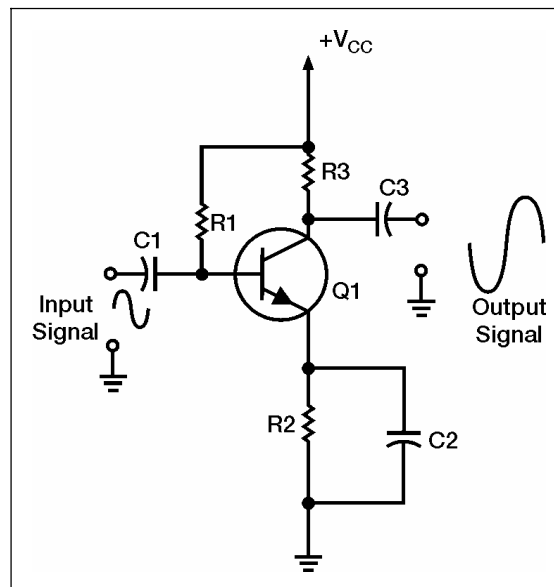 +VCC
R3
C3
R1
C1
Q1
Input
Signal
Output
Signal
R2
C2